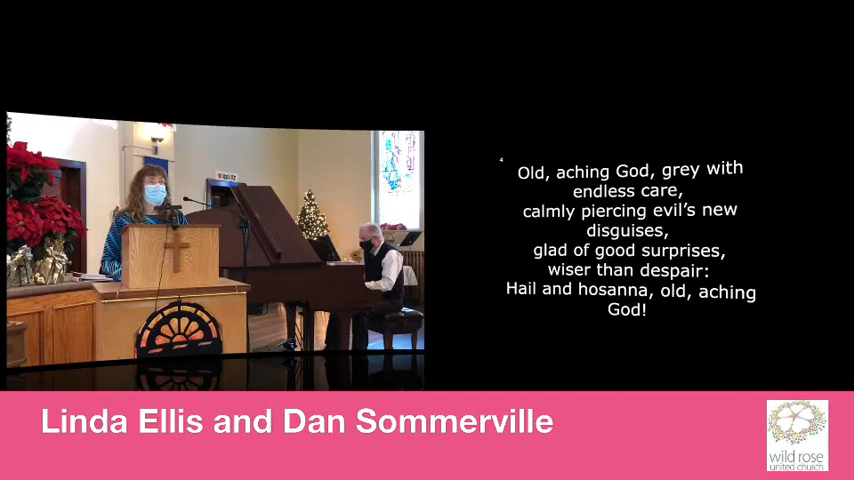 4
Old, aching God, grey with
endless care,
calmly piercing evil's new
disguises,
glad of good surprises,
wiser than despair:
Hail and hosanna, old, aching
God!
Linda Ellis and Dan Sommerville
wild rose
united church